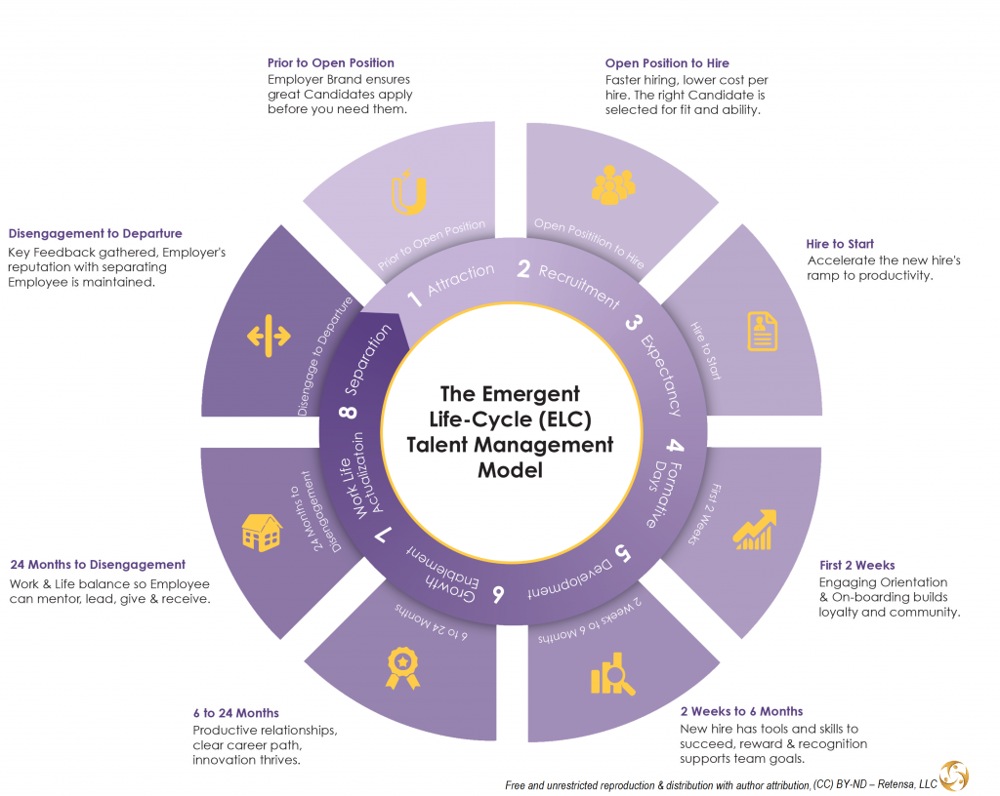 Prior to Open Position
Employer Brand ensures
great Candidates apply
before you need them.
Open Position to Hire
Faster hiring, lower cost per
hire. The right Candidate is
selected for fit and ability.
Hire to Start
Accelerate the new hire's
ramp to productivity.
First 2 Weeks
Engaging Orientation
& On-boarding builds
loyalty and community.
2 Weeks to 6 Months
New hire has tools and skills to
succeed, reward & recognition
supports team goals.
6 to 24 Months
Productive relationships,
clear career path,
innovation thrives.
24 Months to Disengagement
Work & Life balance so Employee
can mentor, lead, give & receive.
Disengagement to Departure
Key Feedback gathered, Employer's
reputation with separating
Employee is maintained.
Prior to Open Position
Open Positition to Hire
Hire to Start
First 2 Weeks
2 Weeks to 6 Months
6 to 24 Months
24 Months to
Disengagement
Disengage to Departure
1 Attraction
2 Recruitment
3 Expectancy
4 Formative
Days
5 Development
6 Growth
Enablement
7 Work Life
Actualizatoin
8 Separation
The Emergent
Life-Cycle (ELC)
Talent Management
Model
Free and unrestricted reproduction & distribution with author attribution, (CC) BY-ND – Retensa, LLC